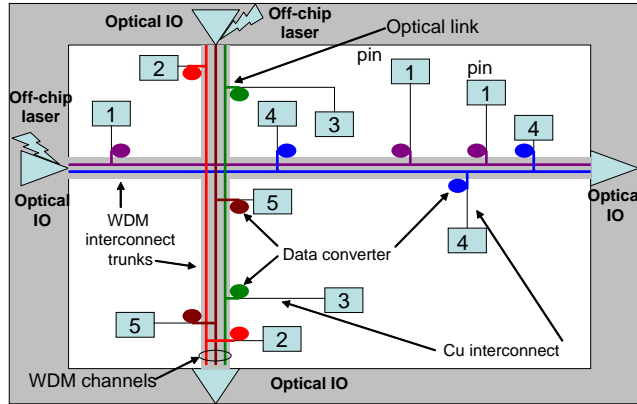 Optical IO
Off-chip
laser
Optical link
2
pin
pin
1
1
3
Off-chip
laser
1
4
4
Optical
IO
Optical
IO
WDM
interconnect
trunks
5
Data converter
4
3
5
2
Cu interconnect
WDM channels
Optical IO